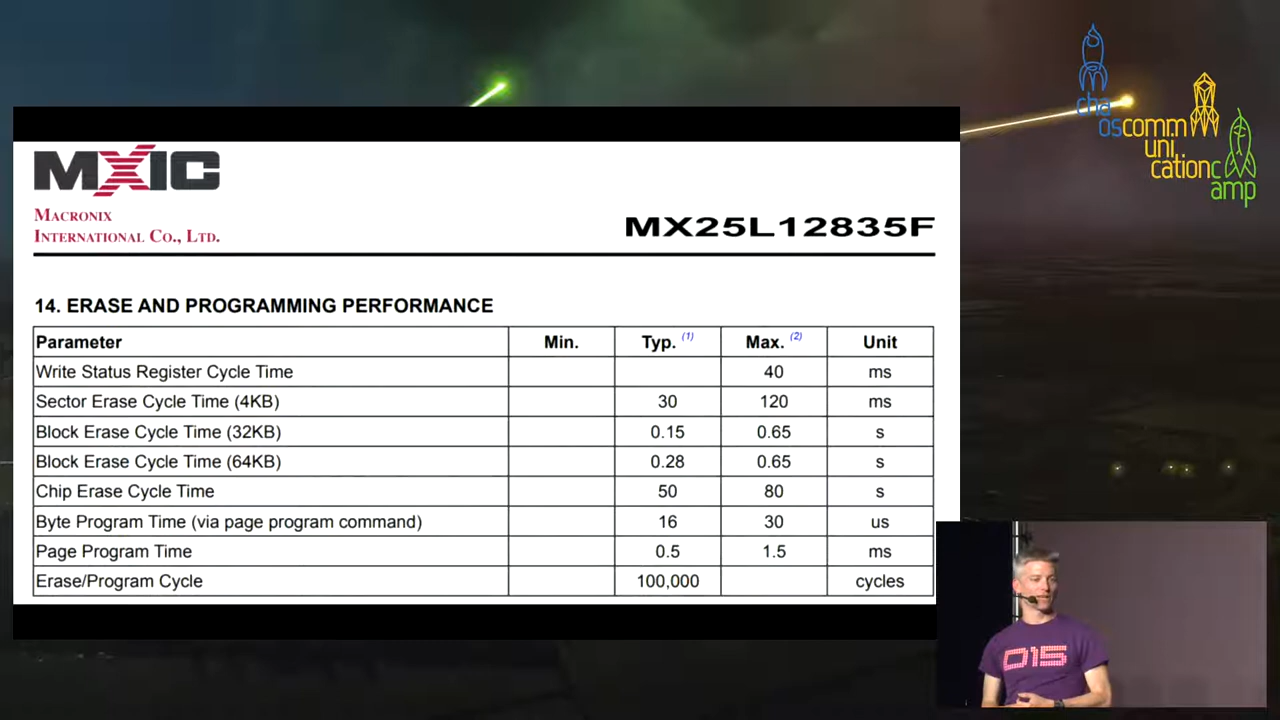 chaoscommunicationcamp
MXIC
MACRONIX
INTERNATIONAL CO., LTD.
MX25L12835F
14. ERASE AND PROGRAMMING PERFORMANCE
Parameter Min. Typ. (1) Max. (2) Unit
Write Status Register Cycle Time 40 ms
Sector Erase Cycle Time (4KB) 30 120 ms
Block Erase Cycle Time (32KB) 0.15 0.65 s
Block Erase Cycle Time (64KB) 0.28 0.65 s
Chip Erase Cycle Time 50 80 s
Byte Program Time (via page program command) 16 30 us
Page Program Time 0.5 1.5 ms
Erase/Program Cycle 100,000 cycles
D15